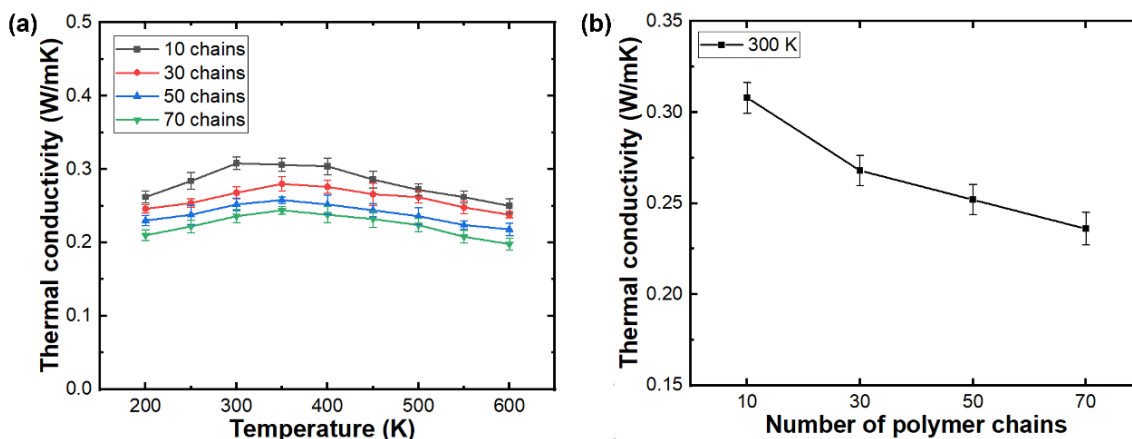 (a)
Thermal conductivity (W/mK)
0.5
0.4
0.3
0.2
0.1
0.0
10 chains
30 chains
50 chains
70 chains
200 300 400 500 600
Temperature (K)
(b)
Thermal conductivity (W/mK)
0.35
0.30
0.25
0.20
0.15
300 K
10 30 50 70
Number of polymer chains